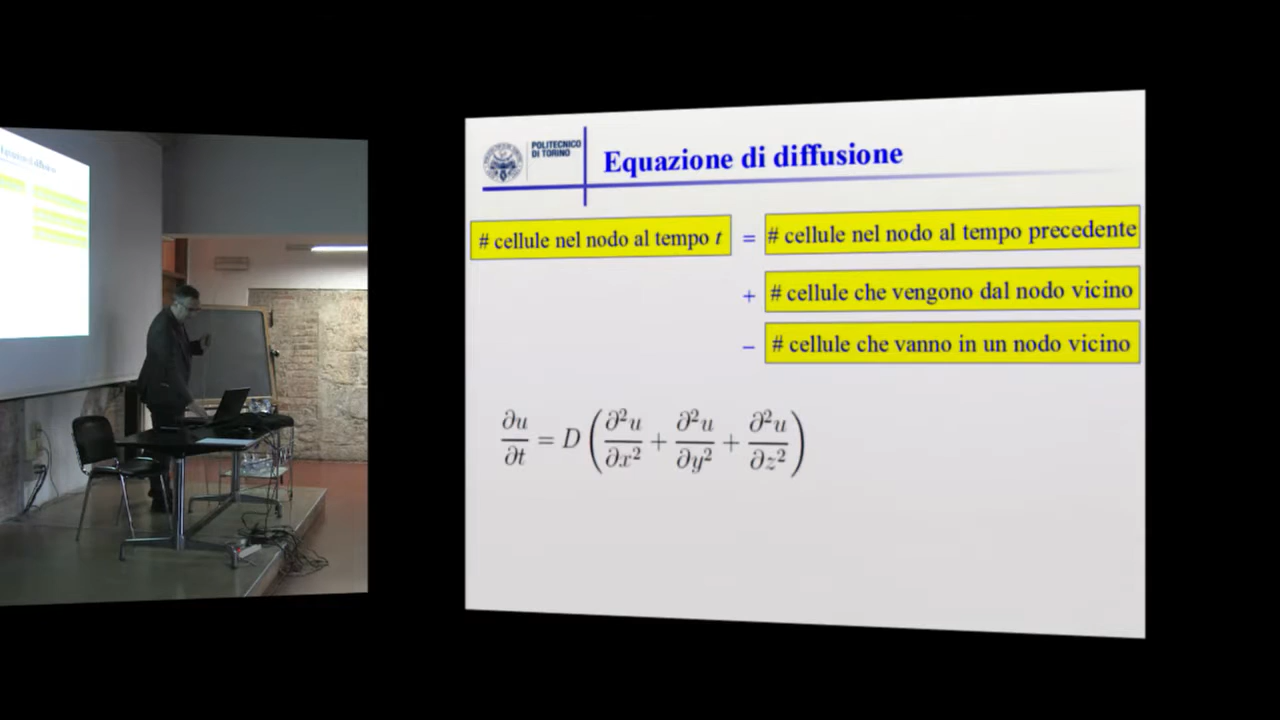 POLITECNICO
DI TORINO
Equazione di diffusione
# cellule nel nodo al tempo t = # cellule nel nodo al tempo precedente
+ # cellule che vengono dal nodo vicino
− # cellule che vanno in un nodo vicino
∂u/∂t = D (∂²u/∂x² + ∂²u/∂y² + ∂²u/∂z²)